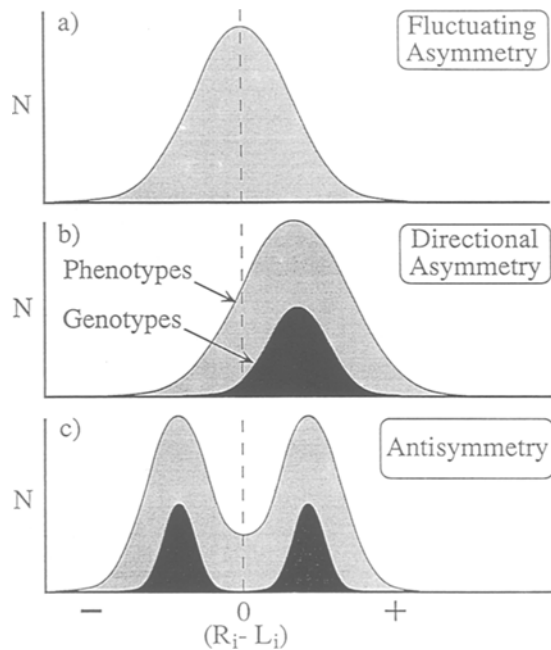 a)
Fluctuating
Asymmetry
N
b)
Directional
Asymmetry
Phenotypes
Genotypes
N
c)
Antisymmetry
N
− 0 +
(Ri- Li)